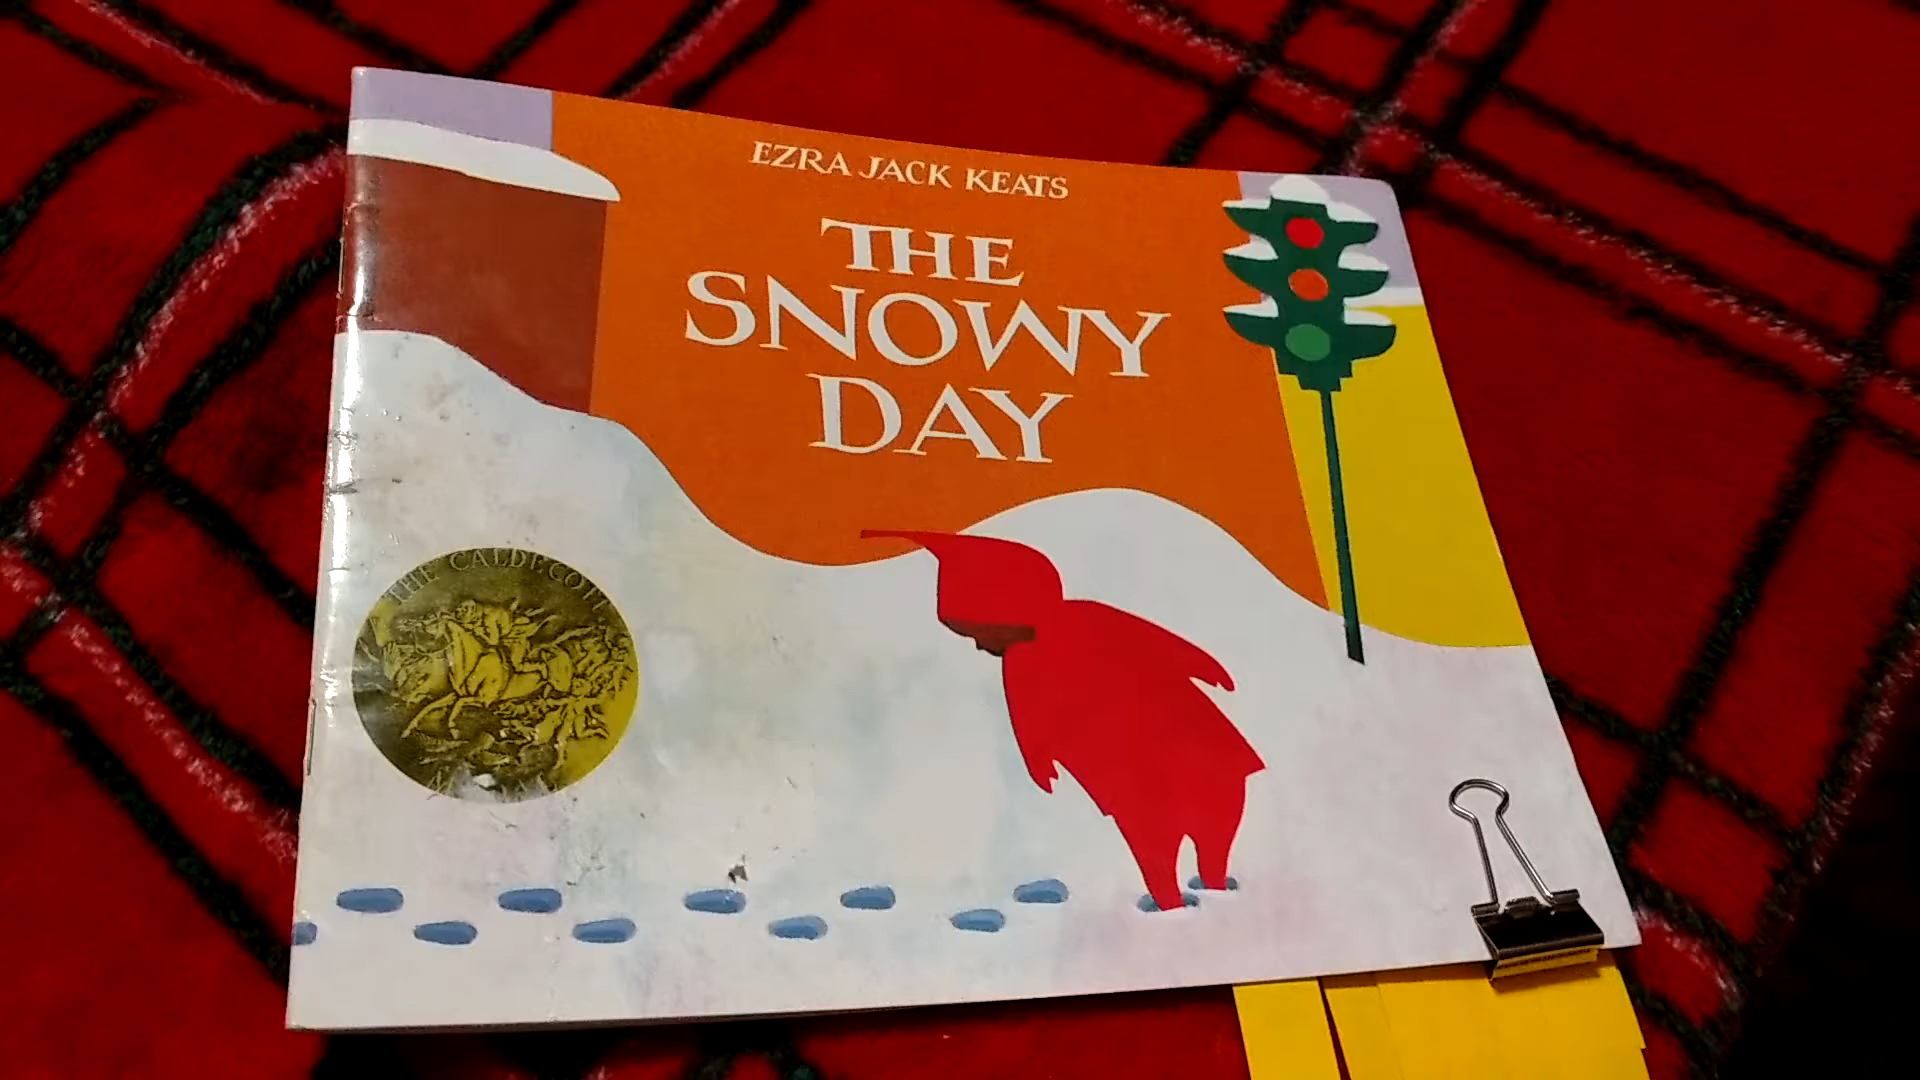 EZRA JACK KEATS
THE
SNOWY
DAY
THE CALDECOTT